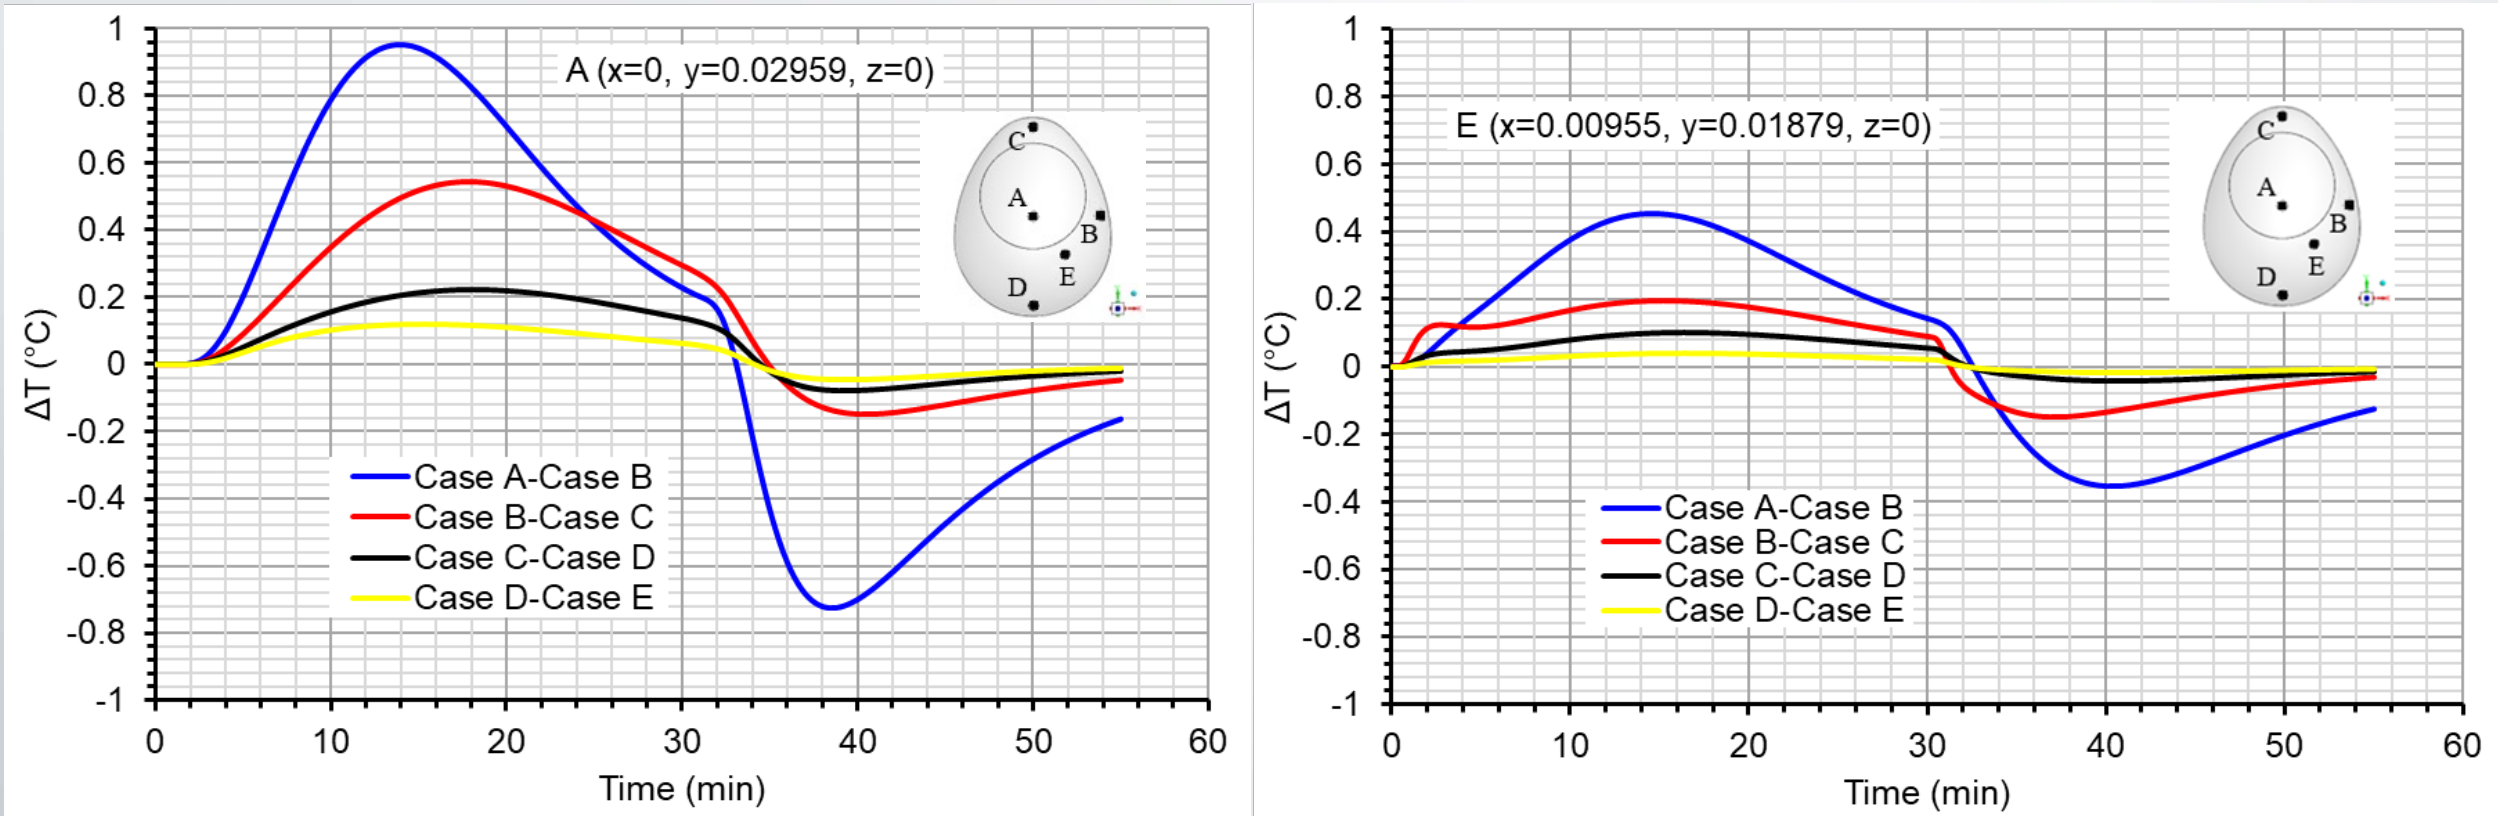 A (x=0, y=0.02959, z=0)
1
0.8
0.6
0.4
0.2
0
-0.2
-0.4
-0.6
-0.8
-1
ΔT (°C)
C
A
B
E
D
Case A-Case B
Case B-Case C
Case C-Case D
Case D-Case E
0 10 20 30 40 50 60
Time (min)
E (x=0.00955, y=0.01879, z=0)
1
0.8
0.6
0.4
0.2
0
-0.2
-0.4
-0.6
-0.8
-1
ΔT (°C)
C
A
B
E
D
Case A-Case B
Case B-Case C
Case C-Case D
Case D-Case E
0 10 20 30 40 50 60
Time (min)